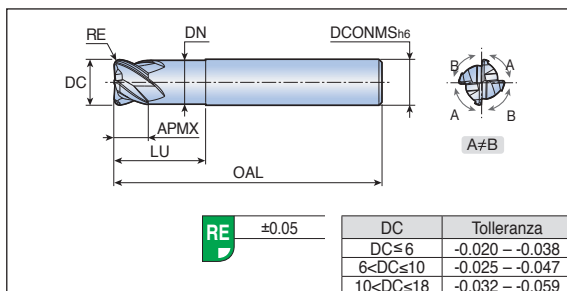 RE
DN
DCONMSh6
DC
APMX
LU
OAL
B
A
A
B
A≠B
RE
±0.05
DC Tolleranza
DC≤6 -0.020 – -0.038
6<DC≤10 -0.025 – -0.047
10<DC≤18 -0.032 – -0.059